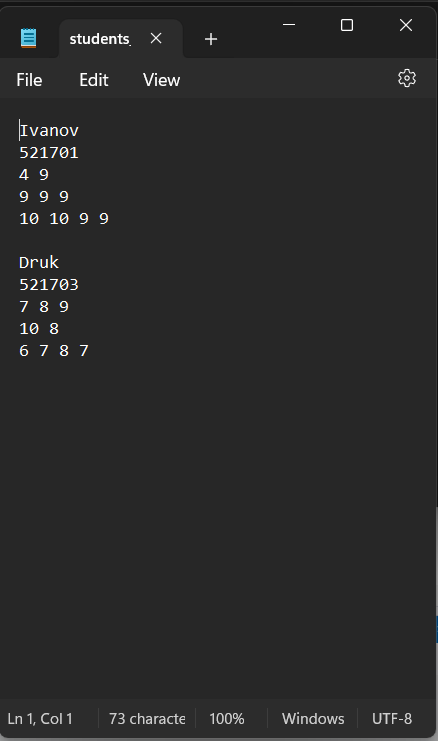 students_
File Edit View
Ivanov
521701
4 9
9 9 9
10 10 9 9
Druk
521703
7 8 9
10 8
6 7 8 7
Ln 1, Col 1 73 characte 100% Windows UTF-8